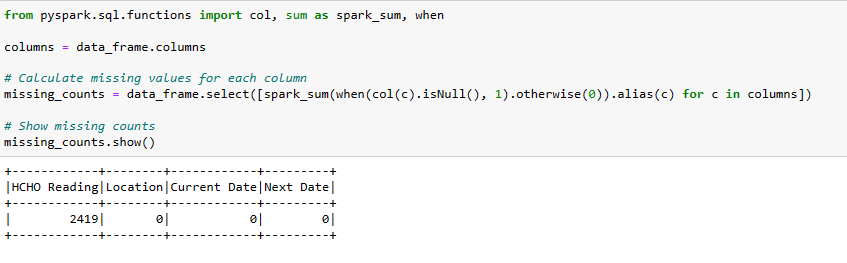 from pyspark.sql.functions import col, sum as spark_sum, when
columns = data_frame.columns
# Calculate missing values for each column
missing_counts = data_frame.select([spark_sum(when(col(c).isNull(), 1).otherwise(0)).alias(c) for c in columns])
# Show missing counts
missing_counts.show()
+------------+--------+------------+---------+
|HCHO Reading|Location|Current Date|Next Date|
+------------+--------+------------+---------+
|        2419|       0|           0|        0|
+------------+--------+------------+---------+